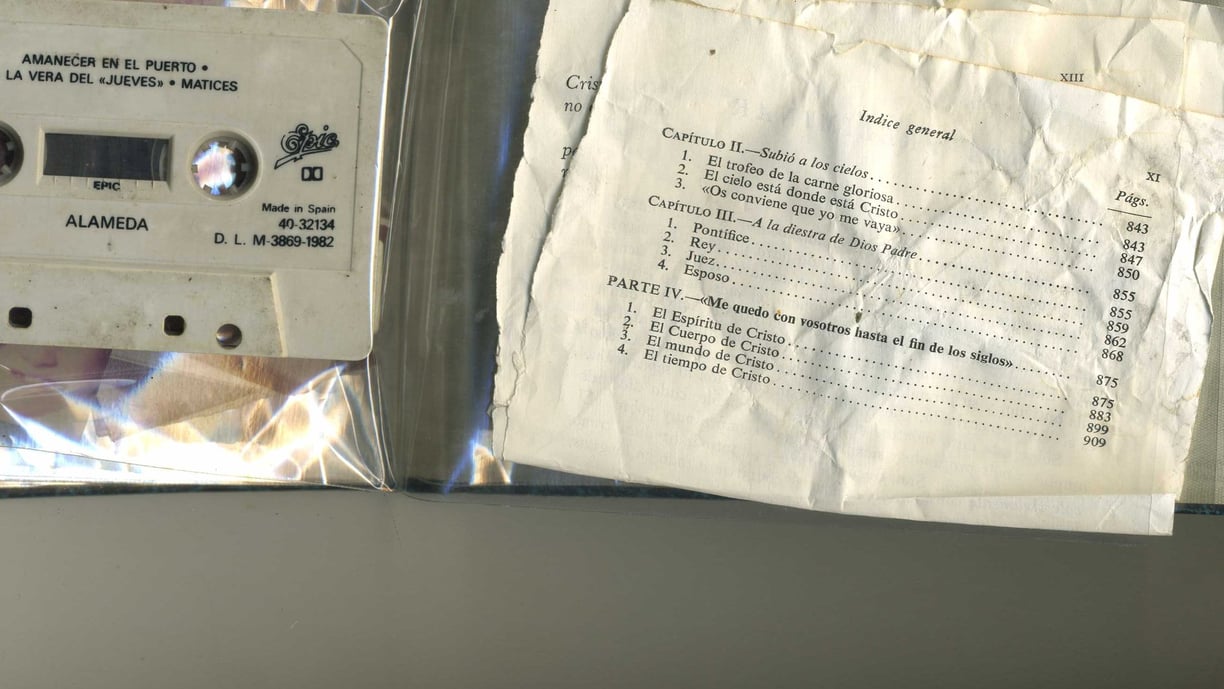 AMANECER EN EL PUERTO •
LA VERA DEL «JUEVES» • MATICES
Epic
EPIC
ALAMEDA
Made in Spain
40-32134
D. L. M-3869-1982
Cris
no
XIII
Indice general
XI
Págs.
CAPÍTULO II.—Subió a los cielos 843
1. El trofeo de la carne gloriosa 843
2. El cielo está donde está Cristo 847
3. «Os conviene que yo me vaya» 850
CAPÍTULO III.—A la diestra de Dios Padre 855
1. Pontífice 855
2. Rey 859
3. Juez 862
4. Esposo 868
PARTE IV.—«Me quedo con vosotros hasta el fin de los siglos» 875
1. El Espíritu de Cristo 875
2. El Cuerpo de Cristo 883
3. El mundo de Cristo 899
4. El tiempo de Cristo 909